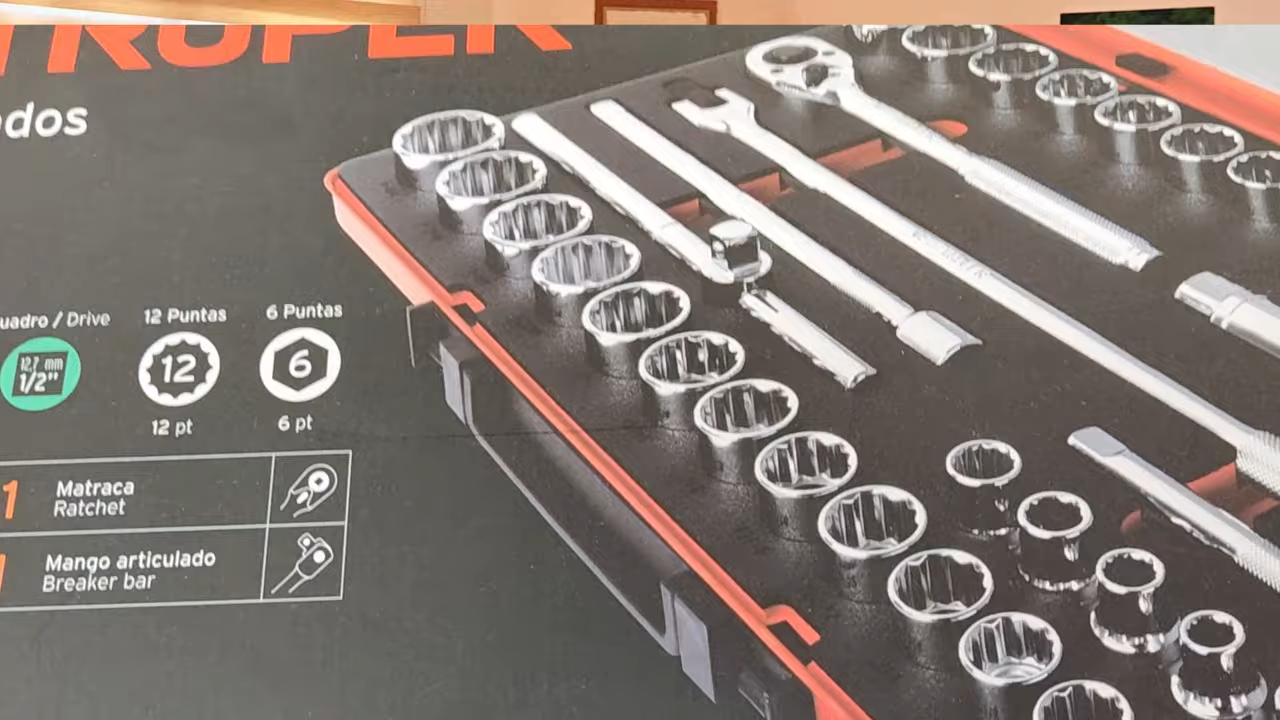 TRUPER
dos
uadro / Drive
12 Puntas
6 Puntas
12,7 mm
1/2"
12
6
12 pt
6 pt
1 Matraca
Ratchet
Mango articulado
Breaker bar